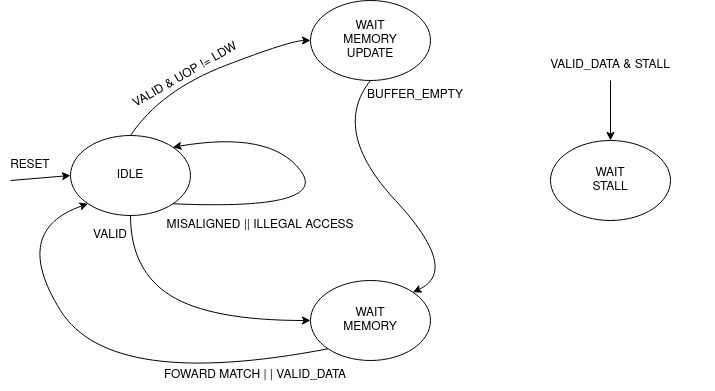 WAIT
MEMORY
UPDATE
VALID & UOP != LDW
VALID_DATA & STALL
BUFFER_EMPTY
RESET
IDLE
WAIT
STALL
MISALIGNED || ILLEGAL ACCESS
VALID
WAIT
MEMORY
FOWARD MATCH || VALID_DATA